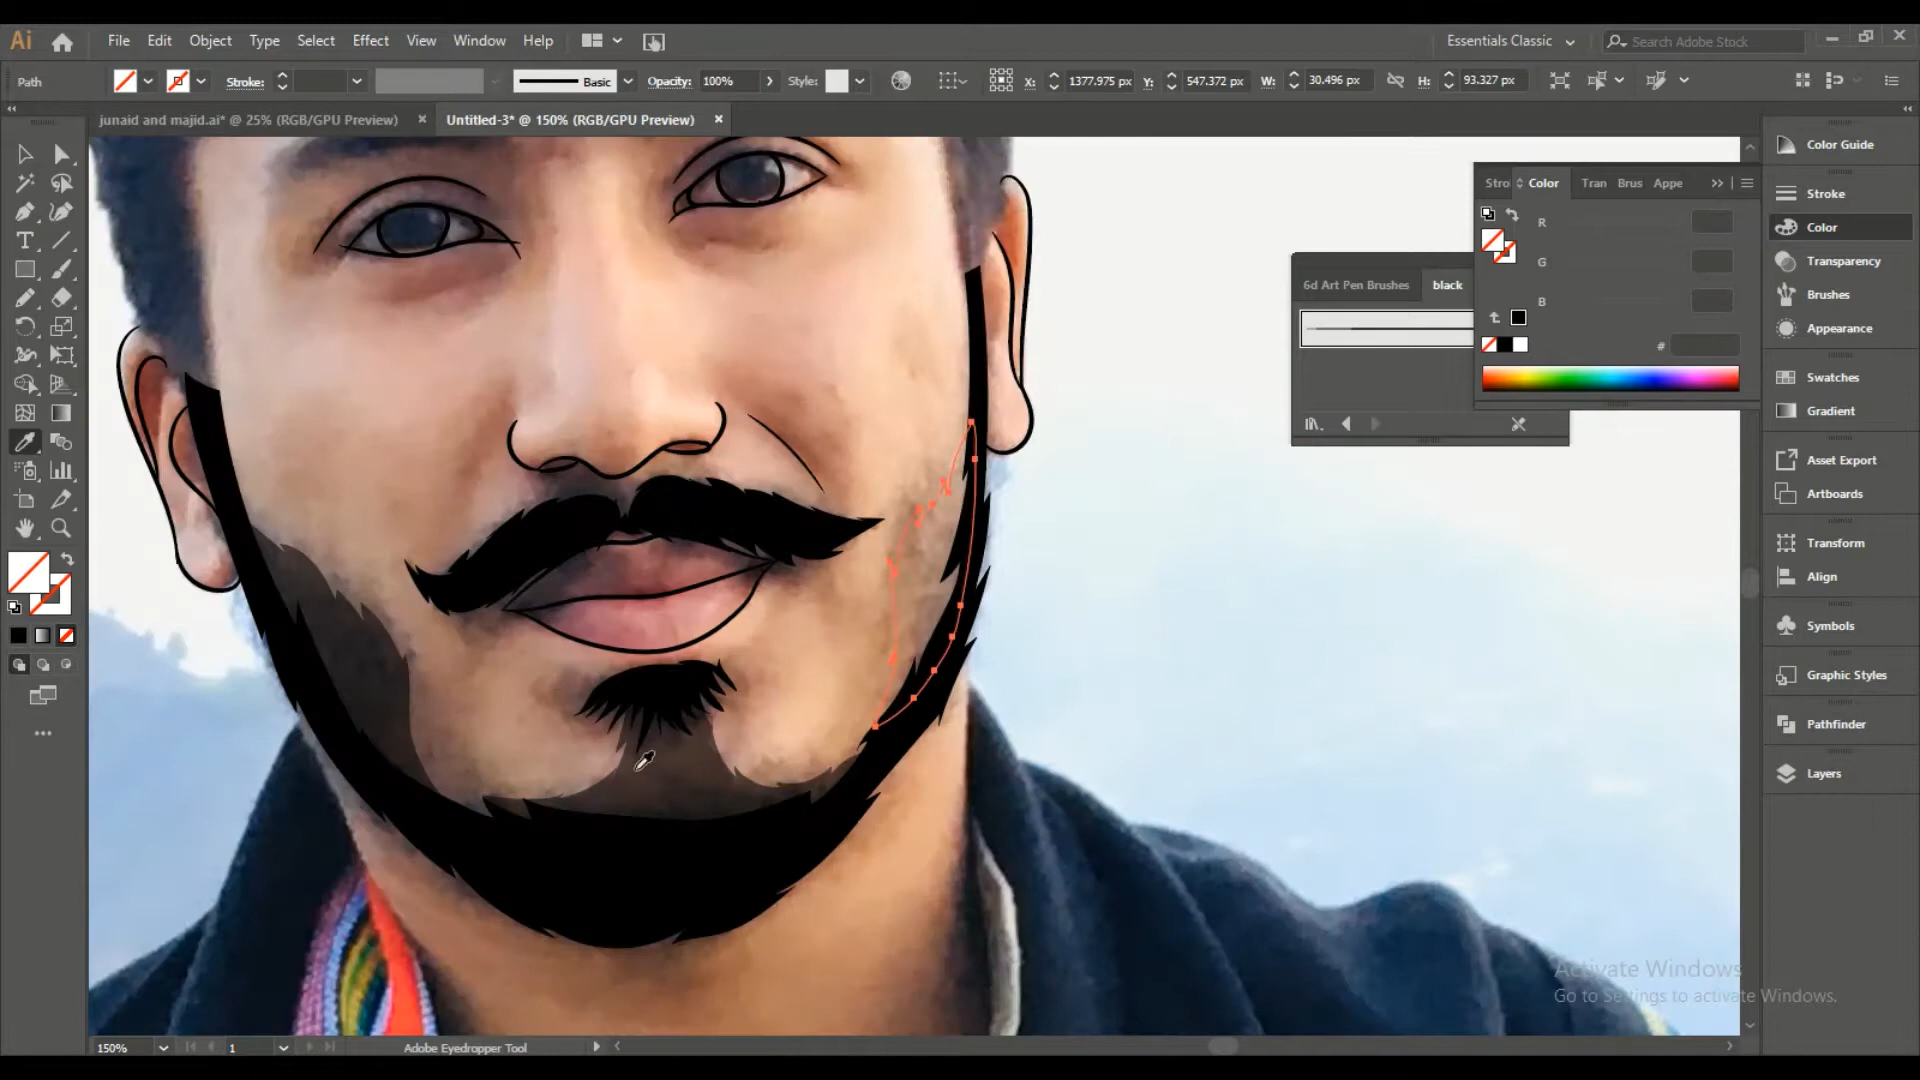 Ai File Edit Object Type Select Effect View Window Help Essentials Classic Search Adobe Stock
Path Stroke: Basic Opacity: 100% Style: X: 1377.975 px Y: 547.372 px W: 30.496 px H: 93.327 px
junaid and majid.ai* @ 25% (RGB/GPU Preview) × Untitled-3* @ 150% (RGB/GPU Preview) ×
Color Guide
Stro Color Tran Brus Appe
Stroke
R
Color
G
Transparency
6d Art Pen Brushes black
Brushes
B
Appearance
#
Swatches
Gradient
Asset Export
Artboards
Transform
Align
Symbols
Graphic Styles
Pathfinder
Layers
Activate Windows
Go to Settings to activate Windows.
150% 1 Adobe Eyedropper Tool